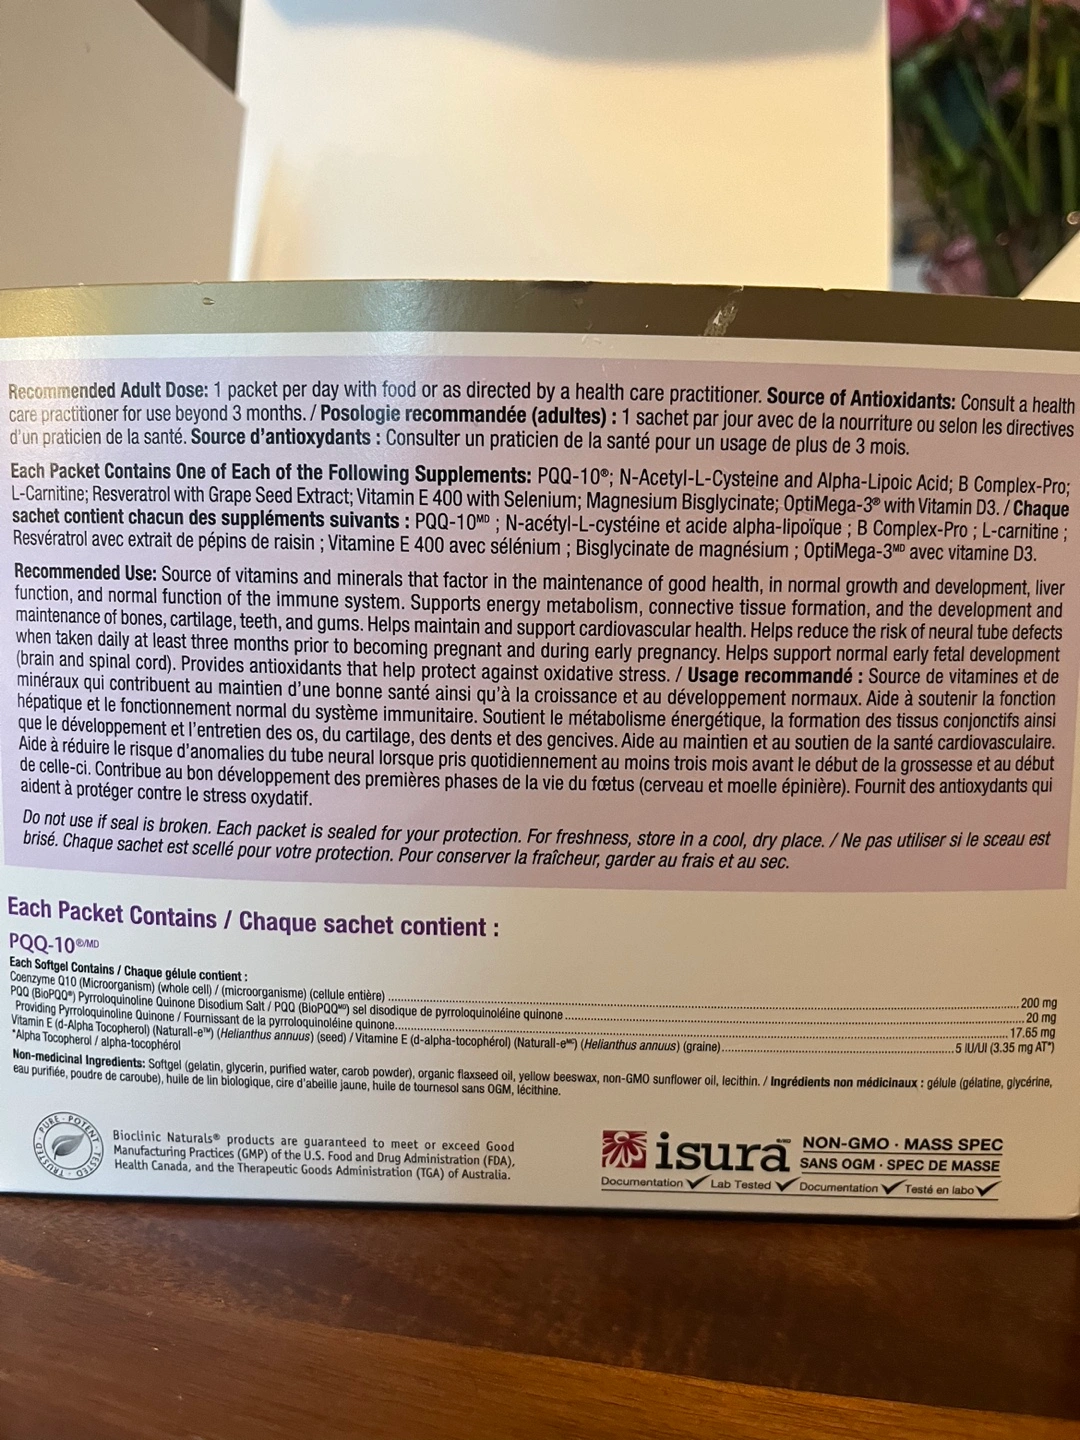 Recommended Adult Dose: 1 packet per day with food or as directed by a health care practitioner. Source of Antioxidants: Consult a health
care practitioner for use beyond 3 months. / Posologie recommandée (adultes) : 1 sachet par jour avec de la nourriture ou selon les directives
d'un praticien de la santé. Source d'antioxydants : Consulter un praticien de la santé pour un usage de plus de 3 mois.
Each Packet Contains One of Each of the Following Supplements: PQQ-10®; N-Acetyl-L-Cysteine and Alpha-Lipoic Acid; B Complex-Pro;
L-Carnitine; Resveratrol with Grape Seed Extract; Vitamin E 400 with Selenium; Magnesium Bisglycinate; OptiMega-3® with Vitamin D3. / Chaque
sachet contient chacun des suppléments suivants : PQQ-10MD ; N-acétyl-L-cystéine et acide alpha-lipoïque ; B Complex-Pro ; L-carnitine ;
Resvératrol avec extrait de pépins de raisin ; Vitamine E 400 avec sélénium ; Bisglycinate de magnésium ; OptiMega-3MD avec vitamine D3.
Recommended Use: Source of vitamins and minerals that factor in the maintenance of good health, in normal growth and development, liver
function, and normal function of the immune system. Supports energy metabolism, connective tissue formation, and the development and
maintenance of bones, cartilage, teeth, and gums. Helps maintain and support cardiovascular health. Helps reduce the risk of neural tube defects
when taken daily at least three months prior to becoming pregnant and during early pregnancy. Helps support normal early fetal development
(brain and spinal cord). Provides antioxidants that help protect against oxidative stress. / Usage recommandé : Source de vitamines et de
minéraux qui contribuent au maintien d'une bonne santé ainsi qu'à la croissance et au développement normaux. Aide à soutenir la fonction
hépatique et le fonctionnement normal du système immunitaire. Soutient le métabolisme énergétique, la formation des tissus conjonctifs ainsi
que le développement et l'entretien des os, du cartilage, des dents et des gencives. Aide au maintien et au soutien de la santé cardiovasculaire.
Aide à réduire le risque d'anomalies du tube neural lorsque pris quotidiennement au moins trois mois avant le début de la grossesse et au début
de celle-ci. Contribue au bon développement des premières phases de la vie du fœtus (cerveau et moelle épinière). Fournit des antioxydants qui
aident à protéger contre le stress oxydatif.
Do not use if seal is broken. Each packet is sealed for your protection. For freshness, store in a cool, dry place. / Ne pas utiliser si le sceau est
brisé. Chaque sachet est scellé pour votre protection. Pour conserver la fraîcheur, garder au frais et au sec.
Each Packet Contains / Chaque sachet contient :
PQQ-10®/MD
Each Softgel Contains / Chaque gélule contient :
Coenzyme Q10 (Microorganism) (whole cell) / (microorganisme) (cellule entière) ........ 200 mg
PQQ (BioPQQ®) Pyrroloquinoline Quinone Disodium Salt / PQQ (BioPQQMD) sel disodique de pyrroloquinoléine quinone ........ 20 mg
Providing Pyrroloquinoline Quinone / Fournissant de la pyrroloquinoléine quinone ........ 17.65 mg
Vitamin E (d-Alpha Tocopherol) (Naturall-e™) (Helianthus annuus) (seed) / Vitamine E (d-alpha-tocophérol) (Naturall-eMC) (Helianthus annuus) (graine) ........ 5 IU/UI (3.35 mg AT*)
*Alpha Tocopherol / alpha-tocophérol
Non-medicinal Ingredients: Softgel (gelatin, glycerin, purified water, carob powder), organic flaxseed oil, yellow beeswax, non-GMO sunflower oil, lecithin. / Ingrédients non médicinaux : gélule (gélatine, glycérine,
eau purifiée, poudre de caroube), huile de lin biologique, cire d'abeille jaune, huile de tournesol sans OGM, lécithine.
PURE · POTENT · TESTED · TRUSTED
Bioclinic Naturals® products are guaranteed to meet or exceed Good
Manufacturing Practices (GMP) of the U.S. Food and Drug Administration (FDA),
Health Canada, and the Therapeutic Goods Administration (TGA) of Australia.
isura
NON-GMO · MASS SPEC
SANS OGM · SPEC DE MASSE
Documentation ✓ Lab Tested ✓ Documentation ✓ Testé en labo ✓